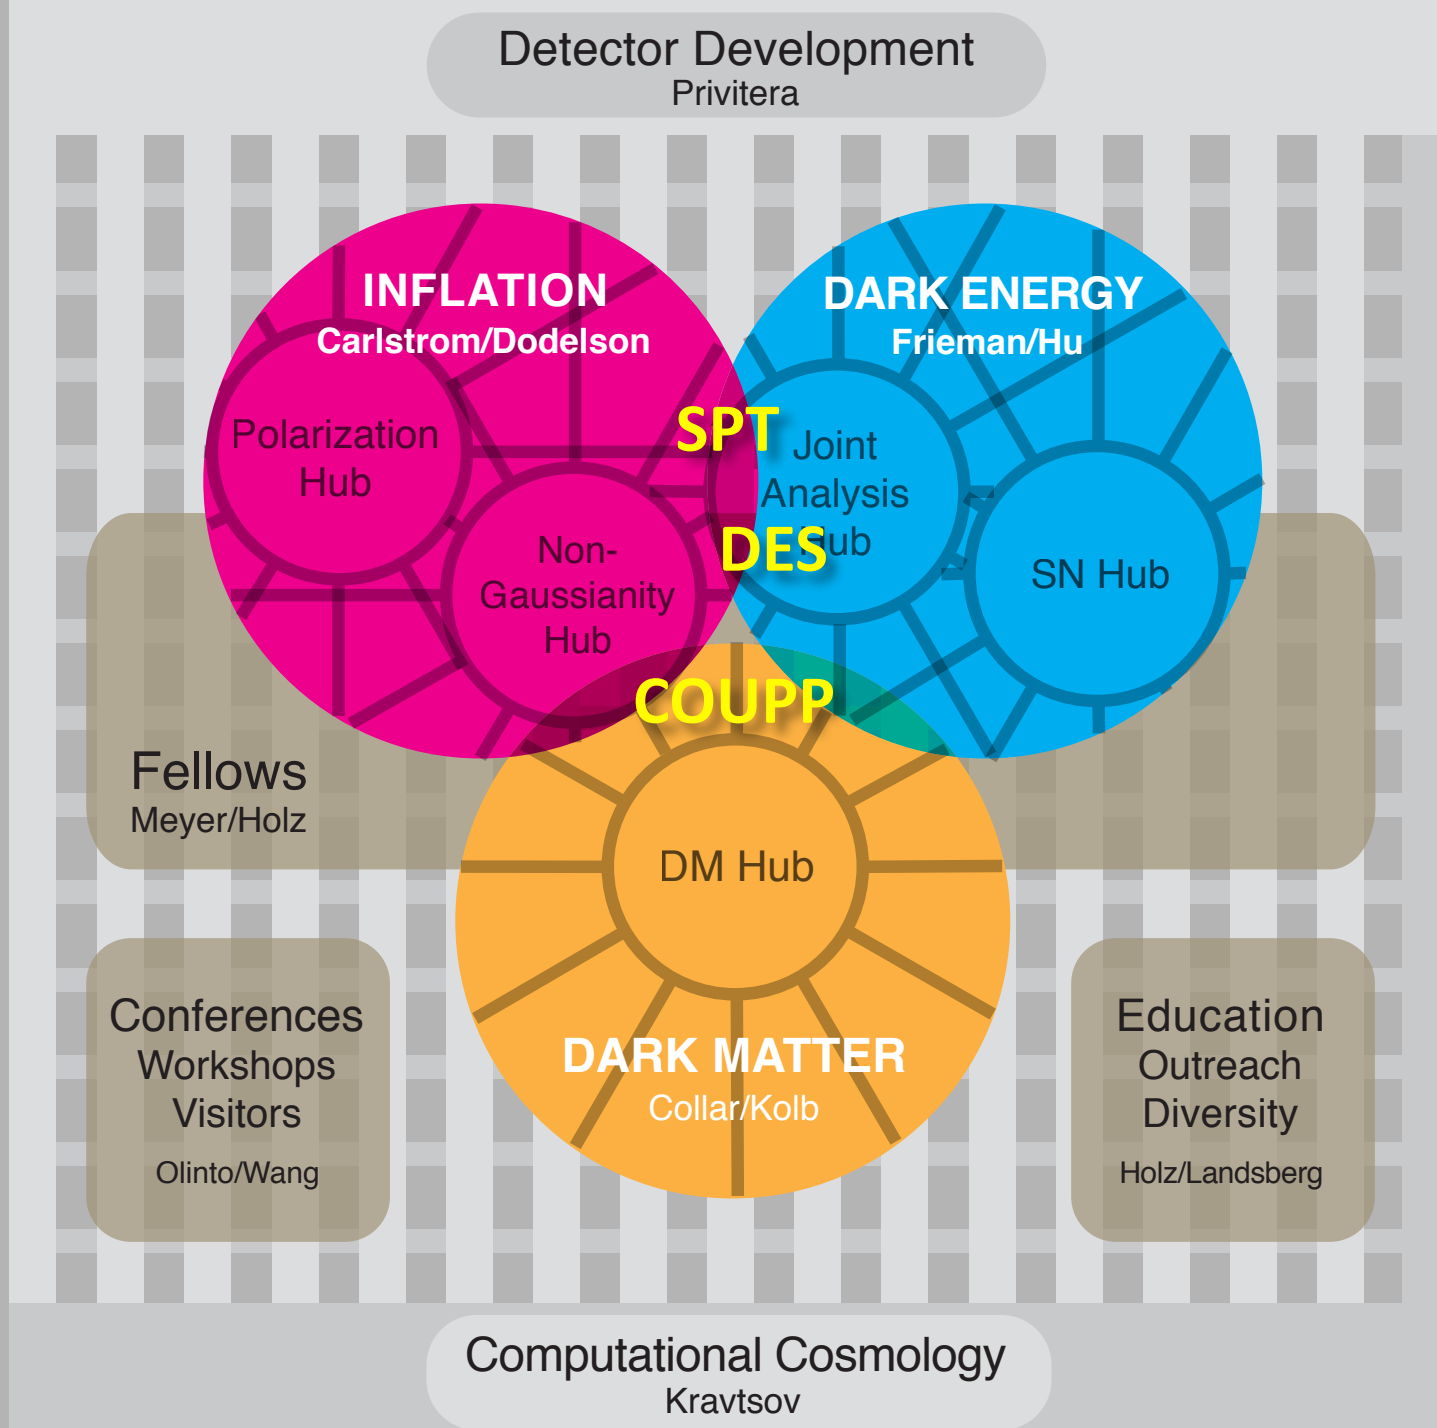 Detector Development
Privitera
INFLATION
Carlstrom/Dodelson
DARK ENERGY
Frieman/Hu
Polarization
Hub
SPT
Joint
Analysis
Hub
DES
Non-
Gaussianity
Hub
SN Hub
COUPP
Fellows
Meyer/Holz
DM Hub
DARK MATTER
Collar/Kolb
Conferences
Workshops
Visitors
Olinto/Wang
Education
Outreach
Diversity
Holz/Landsberg
Computational Cosmology
Kravtsov